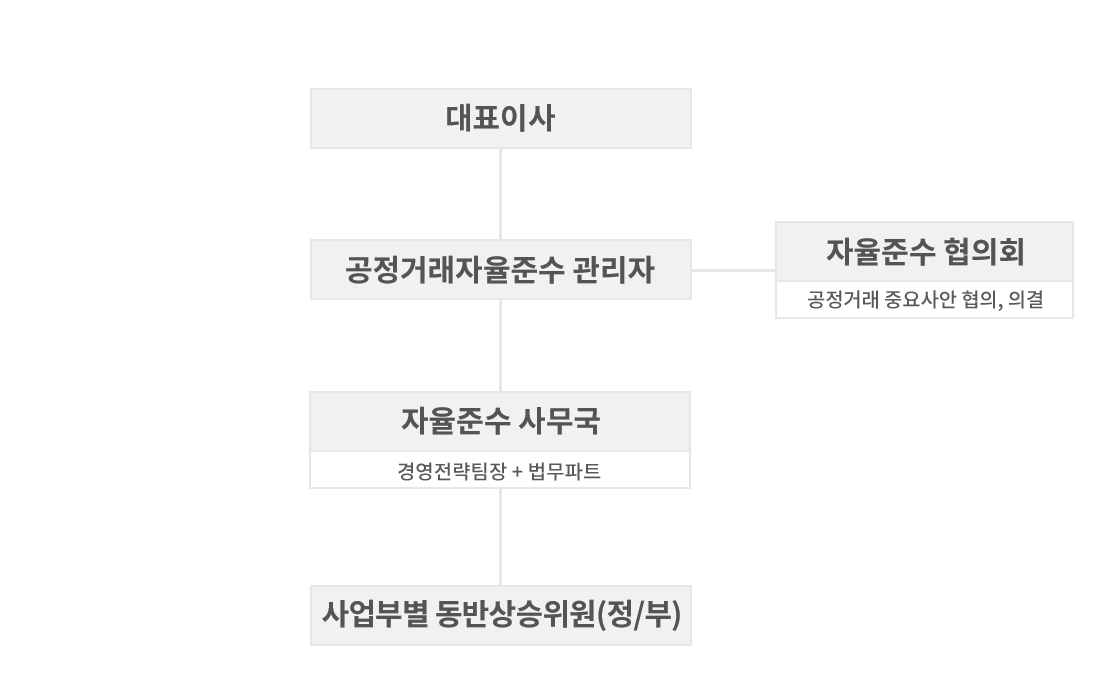 대표이사
공정거래자율준수 관리자
자율준수 협의회
공정거래 중요사안 협의, 의결
자율준수 사무국
경영전략팀장 + 법무파트
사업부별 동반상승위원(정/부)